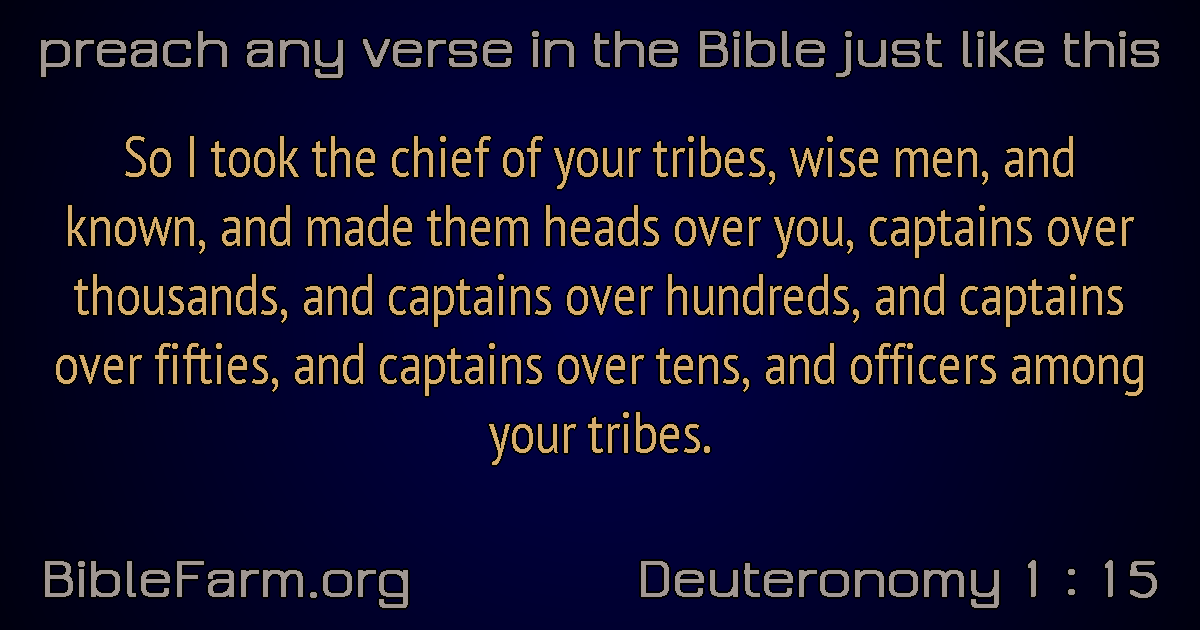 preach any verse in the Bible just like this
So I took the chief of your tribes, wise men, and
known, and made them heads over you, captains over
thousands, and captains over hundreds, and captains
over fifties, and captains over tens, and officers among
your tribes.
BibleFarm.org
Deuteronomy 1 : 15